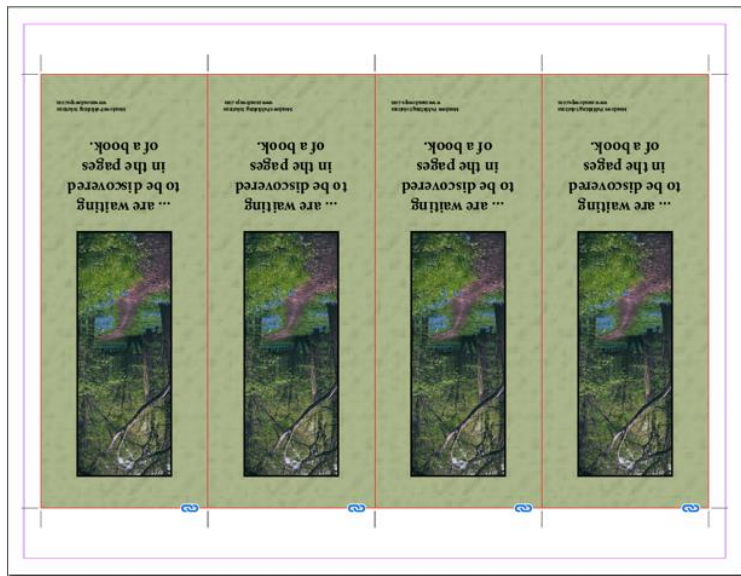 ... are waiting
to be discovered
in the pages
of a book.
... are waiting
to be discovered
in the pages
of a book.
... are waiting
to be discovered
in the pages
of a book.
... are waiting
to be discovered
in the pages
of a book.